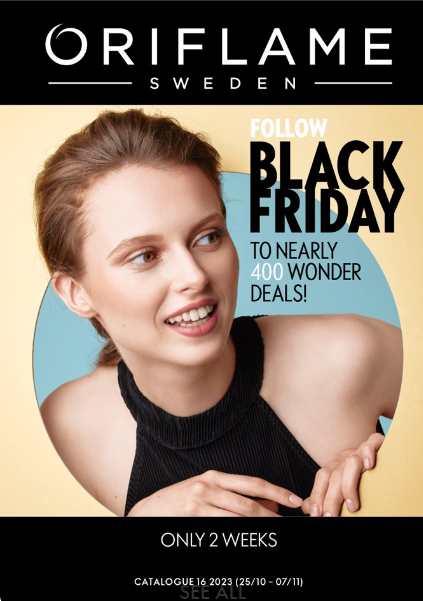 ORIFLAME
SWEDEN
FOLLOW
BLACK
FRIDAY
TO NEARLY
400 WONDER
DEALS!
ONLY 2 WEEKS
CATALOGUE 16 2023 (25/10 – 07/11)
SEE ALL